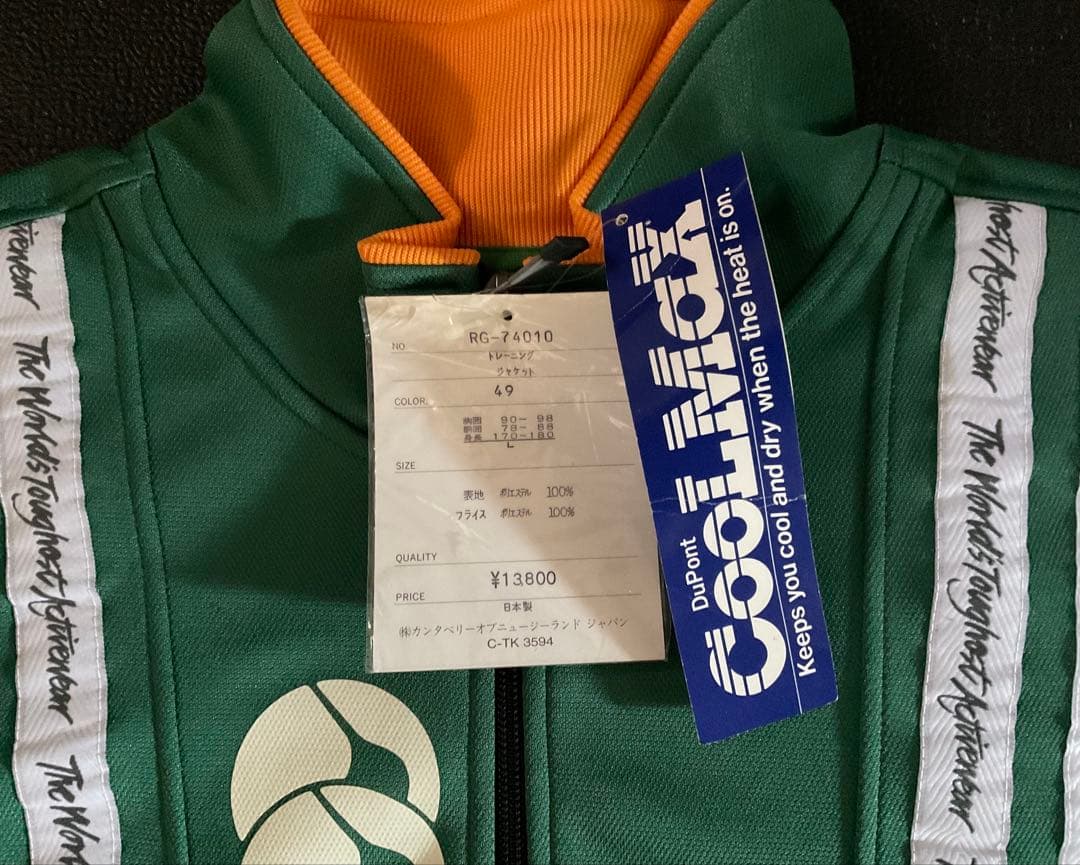 NO RG-74010
トレーニング
ジャケット
COLOR 49
胸囲 90- 98
胴囲 78- 88
身長 170-180
L
SIZE
表地 ポリエステル 100%
フライス ポリエステル 100%
QUALITY
¥13,800
PRICE
日本製
㈱カンタベリーオブニュージーランド ジャパン
C-TK 3594
DuPont
COOLMAX
Keeps you cool and dry when the heat is on.
tivewear
The World's Toughest Activewear
The Wor
hest Activewear
The World's Toughest Activewear